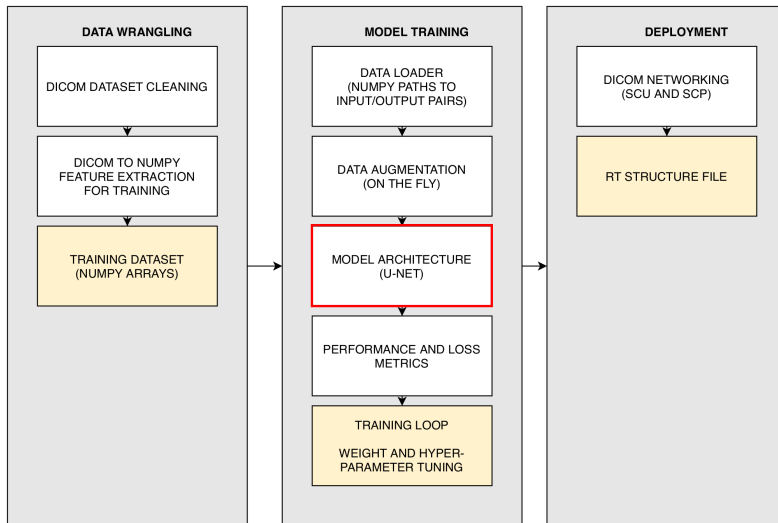 DATA WRANGLING
DICOM DATASET CLEANING
DICOM TO NUMPY
FEATURE EXTRACTION
FOR TRAINING
TRAINING DATASET
(NUMPY ARRAYS)
MODEL TRAINING
DATA LOADER
(NUMPY PATHS TO
INPUT/OUTPUT PAIRS)
DATA AUGMENTATION
(ON THE FLY)
MODEL ARCHITECTURE
(U-NET)
PERFORMANCE AND LOSS
METRICS
TRAINING LOOP
WEIGHT AND HYPER-
PARAMETER TUNING
DEPLOYMENT
DICOM NETWORKING
(SCU AND SCP)
RT STRUCTURE FILE